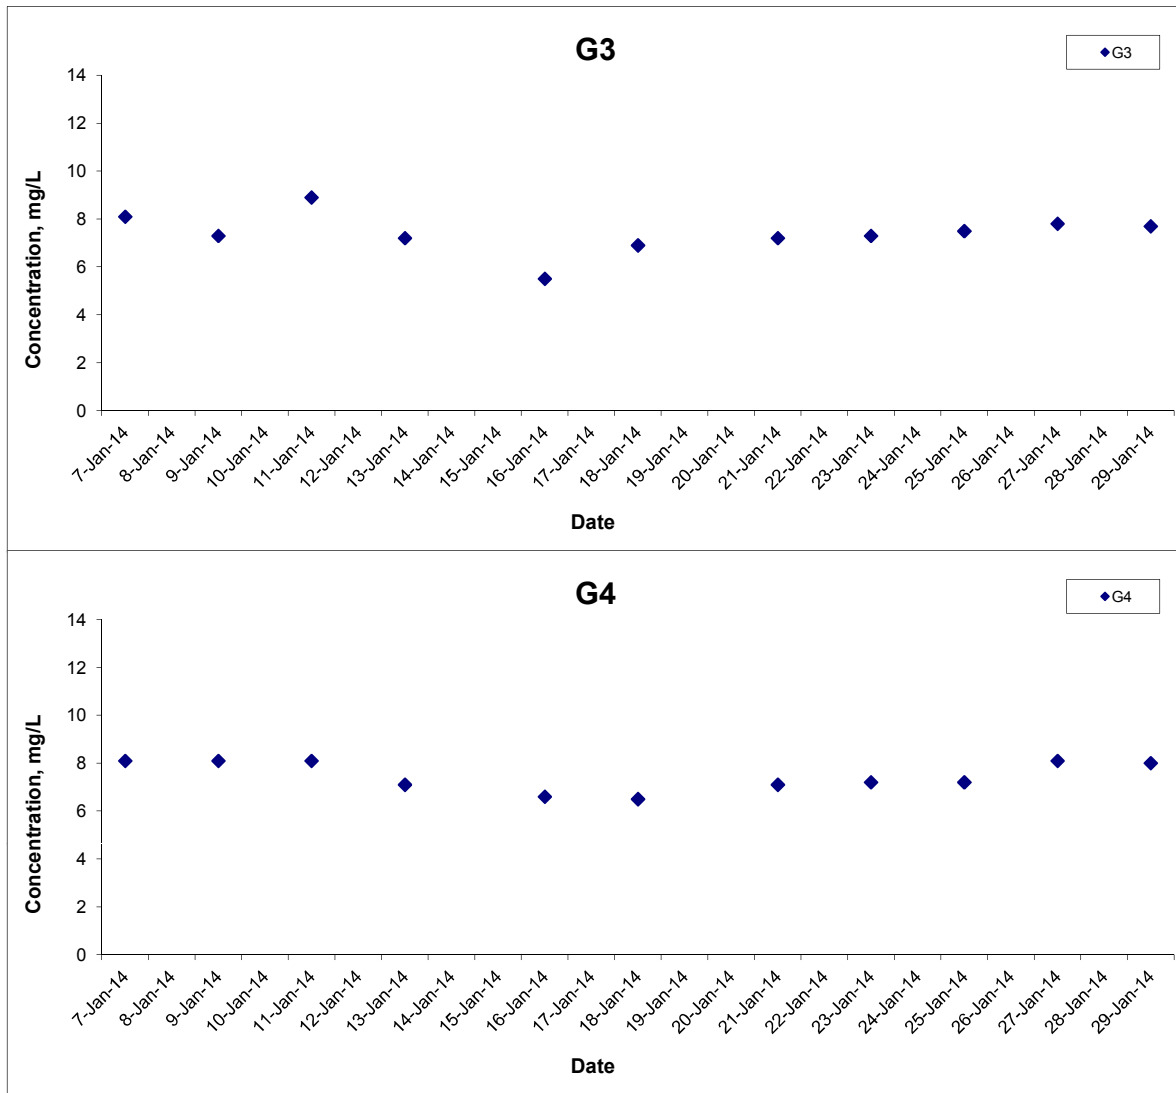 G3
G3
14
12
10
8
6
4
2
0
Concentration, mg/L
7-Jan-14
8-Jan-14
9-Jan-14
10-Jan-14
11-Jan-14
12-Jan-14
13-Jan-14
14-Jan-14
15-Jan-14
16-Jan-14
17-Jan-14
18-Jan-14
19-Jan-14
20-Jan-14
21-Jan-14
22-Jan-14
23-Jan-14
24-Jan-14
25-Jan-14
26-Jan-14
27-Jan-14
28-Jan-14
29-Jan-14
Date
G4
G4
14
12
10
8
6
4
2
0
Concentration, mg/L
7-Jan-14
8-Jan-14
9-Jan-14
10-Jan-14
11-Jan-14
12-Jan-14
13-Jan-14
14-Jan-14
15-Jan-14
16-Jan-14
17-Jan-14
18-Jan-14
19-Jan-14
20-Jan-14
21-Jan-14
22-Jan-14
23-Jan-14
24-Jan-14
25-Jan-14
26-Jan-14
27-Jan-14
28-Jan-14
29-Jan-14
Date